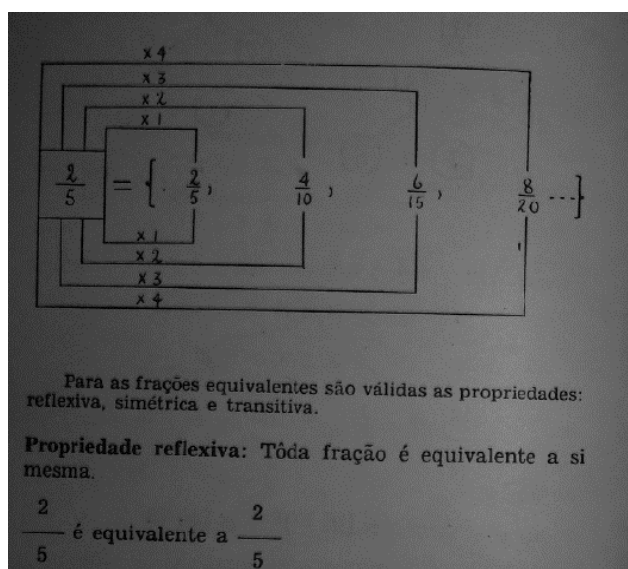 x 4
x 3
x 2
x 1
2/5 = { 2/5, 4/10, 6/15, 8/20 ---}
x 1
x 2
x 3
x 4
Para as frações equivalentes são válidas as propriedades:
reflexiva, simétrica e transitiva.
Propriedade reflexiva: Tôda fração é equivalente a si
mesma.
2/5 é equivalente a 2/5